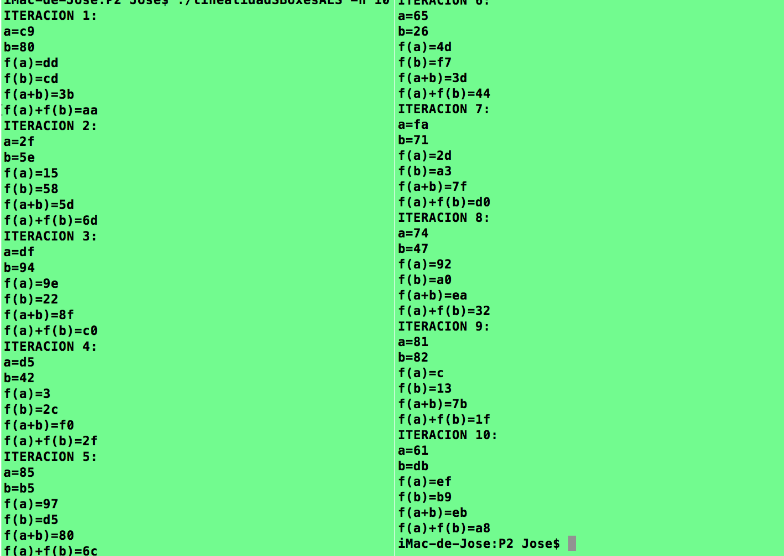 iMac-de-Jose:P2 Jose$ ./linealidadSBoxesAES -n 10
ITERACION 1:
a=c9
b=80
f(a)=dd
f(b)=cd
f(a+b)=3b
f(a)+f(b)=aa
ITERACION 2:
a=2f
b=5e
f(a)=15
f(b)=58
f(a+b)=5d
f(a)+f(b)=6d
ITERACION 3:
a=df
b=94
f(a)=9e
f(b)=22
f(a+b)=8f
f(a)+f(b)=c0
ITERACION 4:
a=d5
b=42
f(a)=3
f(b)=2c
f(a+b)=f0
f(a)+f(b)=2f
ITERACION 5:
a=85
b=b5
f(a)=97
f(b)=d5
f(a+b)=80
f(a)+f(b)=6c
ITERACION 6:
a=65
b=26
f(a)=4d
f(b)=f7
f(a+b)=3d
f(a)+f(b)=44
ITERACION 7:
a=fa
b=71
f(a)=2d
f(b)=a3
f(a+b)=7f
f(a)+f(b)=d0
ITERACION 8:
a=74
b=47
f(a)=92
f(b)=a0
f(a+b)=ea
f(a)+f(b)=32
ITERACION 9:
a=81
b=82
f(a)=c
f(b)=13
f(a+b)=7b
f(a)+f(b)=1f
ITERACION 10:
a=61
b=db
f(a)=ef
f(b)=b9
f(a+b)=eb
f(a)+f(b)=a8
iMac-de-Jose:P2 Jose$